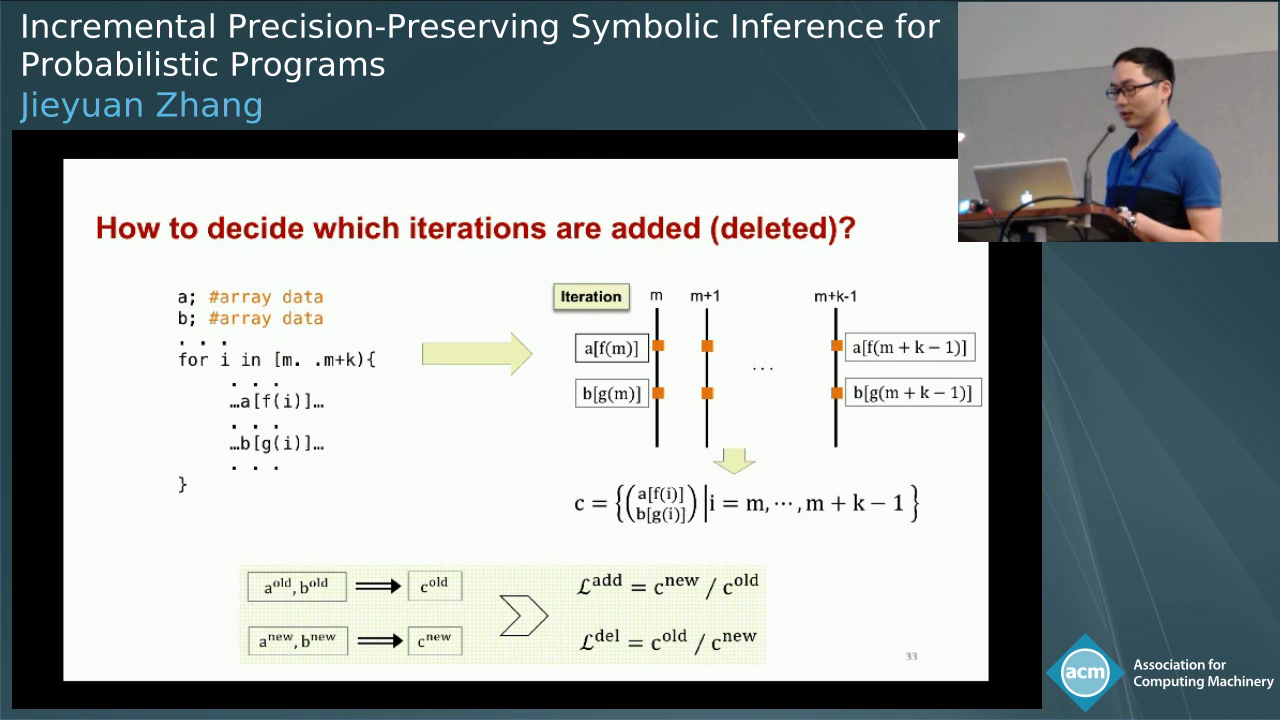 Incremental Precision-Preserving Symbolic Inference for
Probabilistic Programs
Jieyuan Zhang
How to decide which iterations are added (deleted)?
a; #array data
b; #array data
. . .
for i in [m. .m+k){
. . .
…a[f(i)]…
. . .
…b[g(i)]…
. . .
}
Iteration m m+1 m+k-1
a[f(m)] a[f(m + k − 1)]
. . .
b[g(m)] b[g(m + k − 1)]
c = {(a[f(i)] b[g(i)]) | i = m, ⋯ , m + k − 1 }
a^old, b^old c^old ℒ^add = c^new / c^old
a^new, b^new c^new ℒ^del = c^old / c^new
33
acm Association for
Computing Machinery